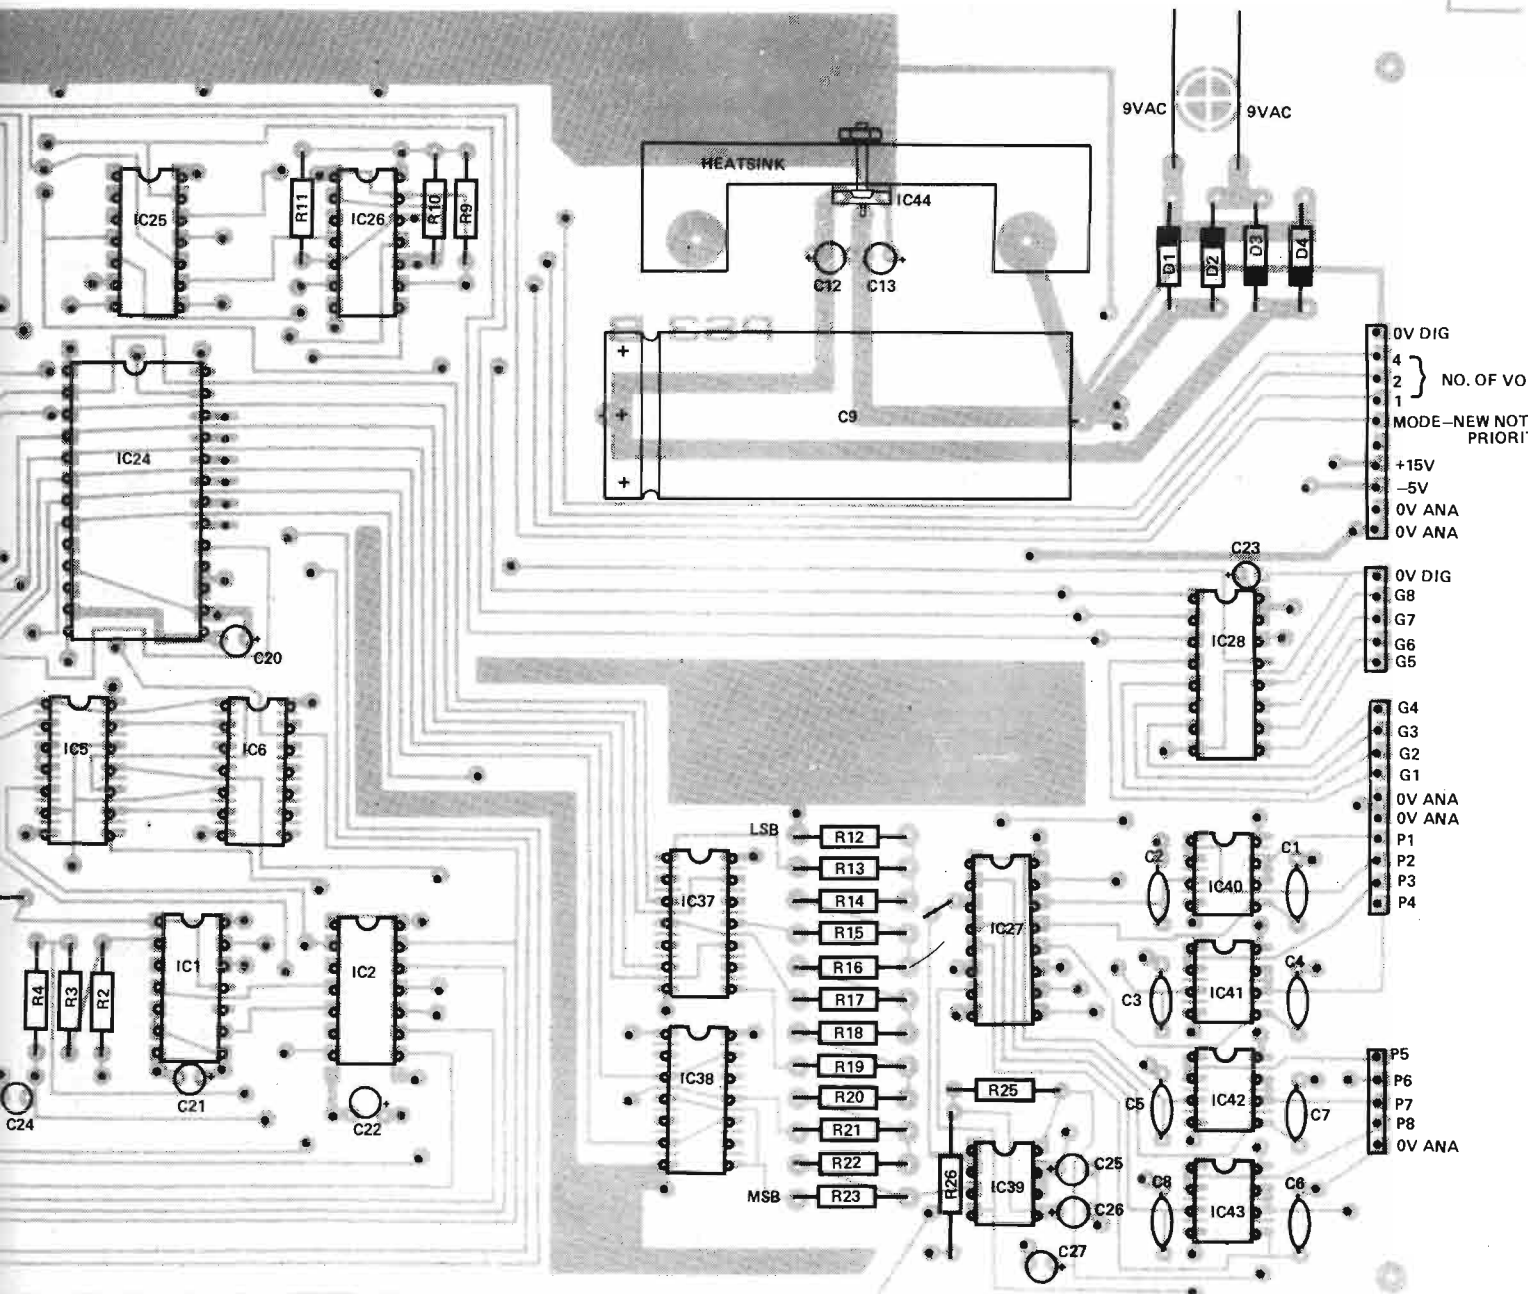 9VAC
9VAC
HEATSINK
IC44
IC25
R11
IC26
R10
R9
C12
C13
D1
D2
D3
D4
+
+
+
C9
0V DIG
4
2
1
NO. OF VO
MODE–NEW NOT
PRIORIT
+15V
–5V
0V ANA
0V ANA
IC24
C20
C23
IC28
0V DIG
G8
G7
G6
G5
G4
G3
G2
G1
0V ANA
0V ANA
P1
P2
P3
P4
IC5
IC6
LSB
R12
R13
R14
R15
R16
R17
R18
R19
R20
R21
R22
MSB
R23
IC37
IC38
IC27
C2
IC40
C1
C3
IC41
C4
C5
IC42
C7
C8
IC43
C6
P5
P6
P7
P8
0V ANA
R4
R3
R2
IC1
IC2
C24
C21
C22
R25
R26
IC39
C25
C26
C27